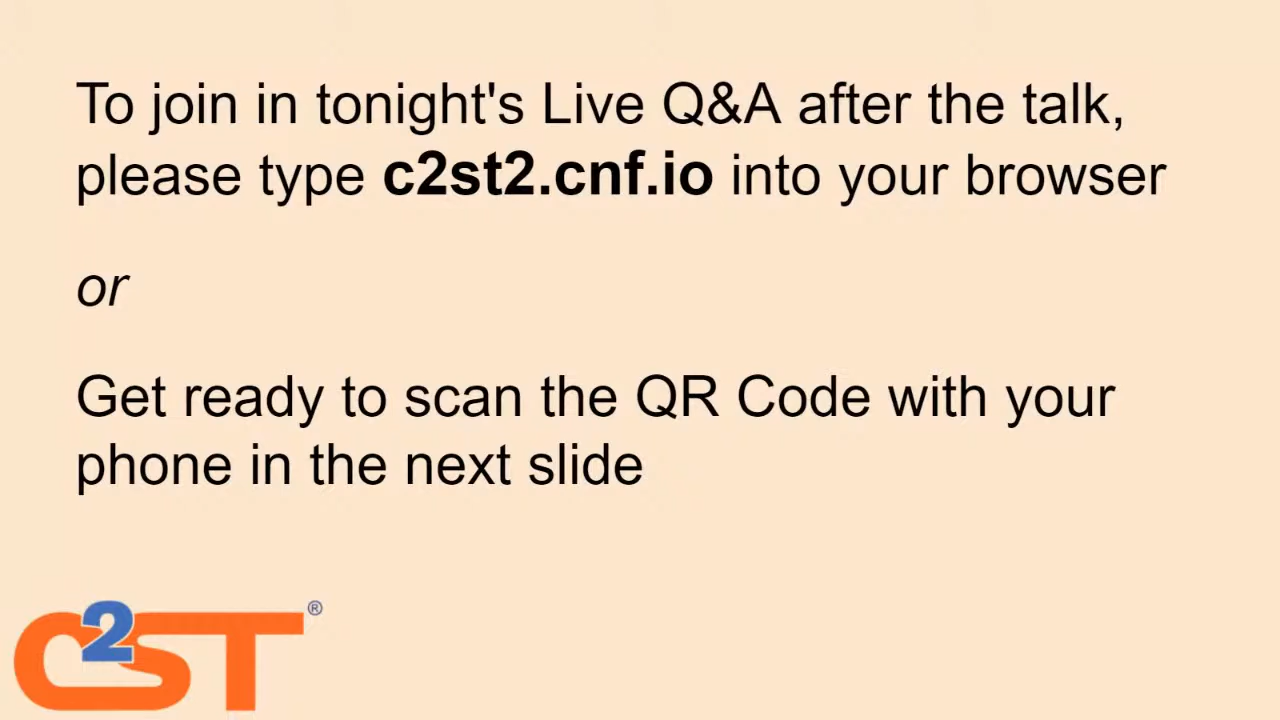 To join in tonight's Live Q&A after the talk,
please type c2st2.cnf.io into your browser
or
Get ready to scan the QR Code with your
phone in the next slide
C2ST®